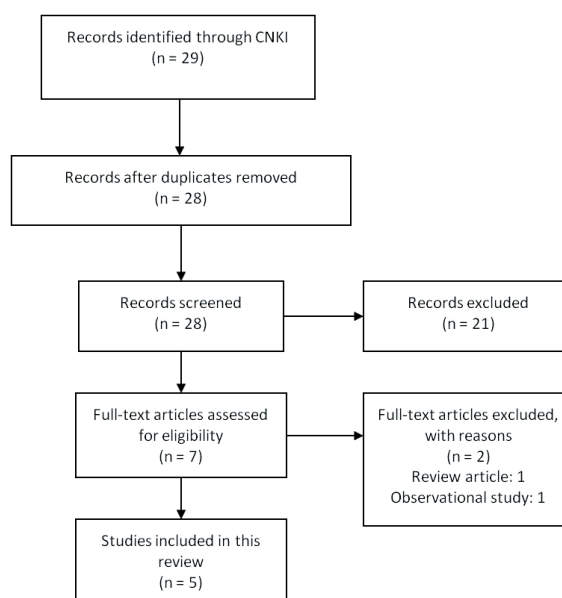 Records identified through CNKI
(n = 29)
Records after duplicates removed
(n = 28)
Records screened
(n = 28)
Records excluded
(n = 21)
Full-text articles assessed
for eligibility
(n = 7)
Full-text articles excluded,
with reasons
(n = 2)
Review article: 1
Observational study: 1
Studies included in this
review
(n = 5)